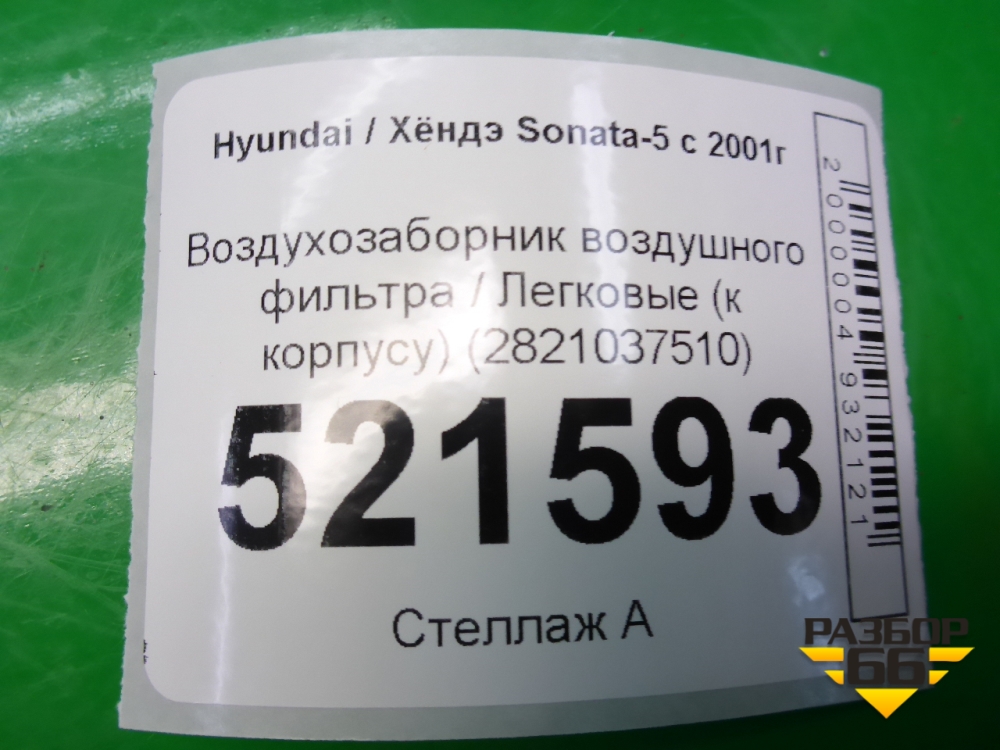 Hyundai / Хёндэ Sonata-5 с 2001г
Воздухозаборник воздушного
фильтра / Легковые (к
корпусу) (2821037510)
521593
Стеллаж А
2000004932121
РАЗБОР
66